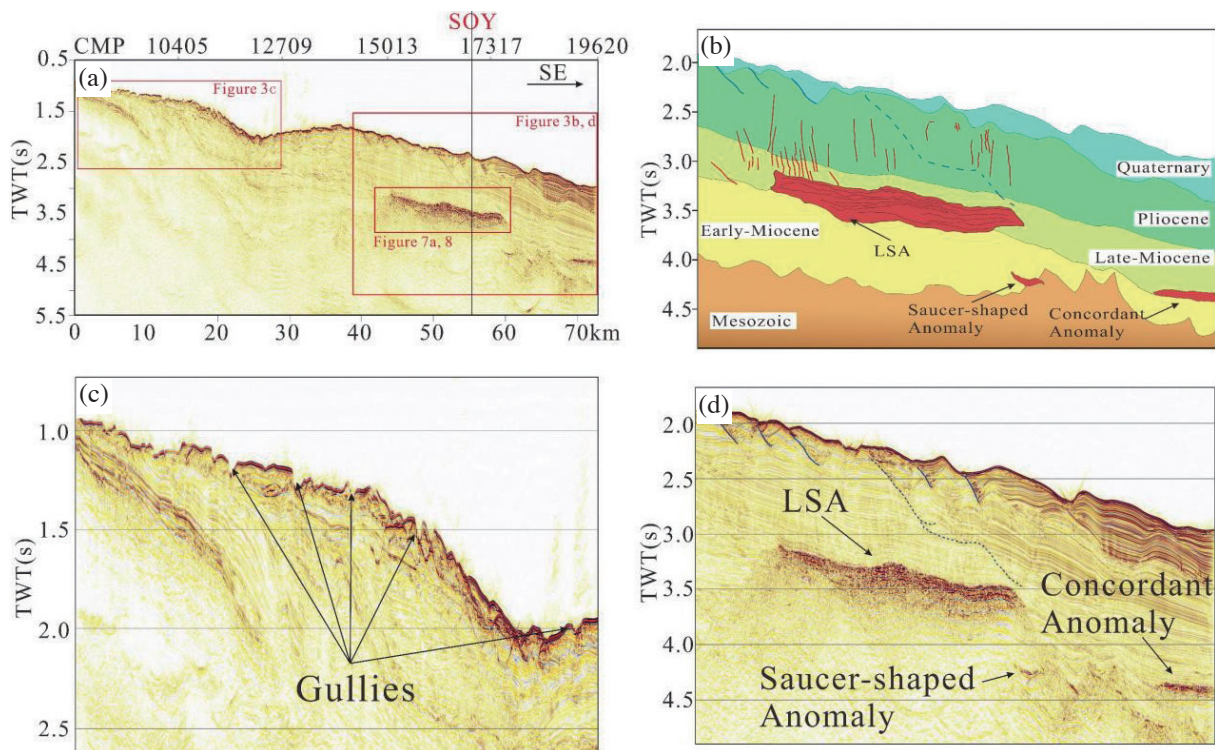 SOY
CMP 10405 12709 15013 17317 19620
(a)
0.5
1.5
2.5
3.5
4.5
5.5
TWT(s)
Figure 3c
SE
Figure 3b, d
Figure 7a, 8
0 10 20 30 40 50 60 70km
(b)
2.0
2.5
3.0
3.5
4.0
4.5
TWT(s)
Quaternary
Pliocene
Early-Miocene
LSA
Late-Miocene
Saucer-shaped
Anomaly
Concordant
Anomaly
Mesozoic
(c)
1.0
1.5
2.0
2.5
TWT(s)
Gullies
(d)
2.0
2.5
3.0
3.5
4.0
4.5
TWT(s)
LSA
Concordant
Anomaly
Saucer-shaped
Anomaly